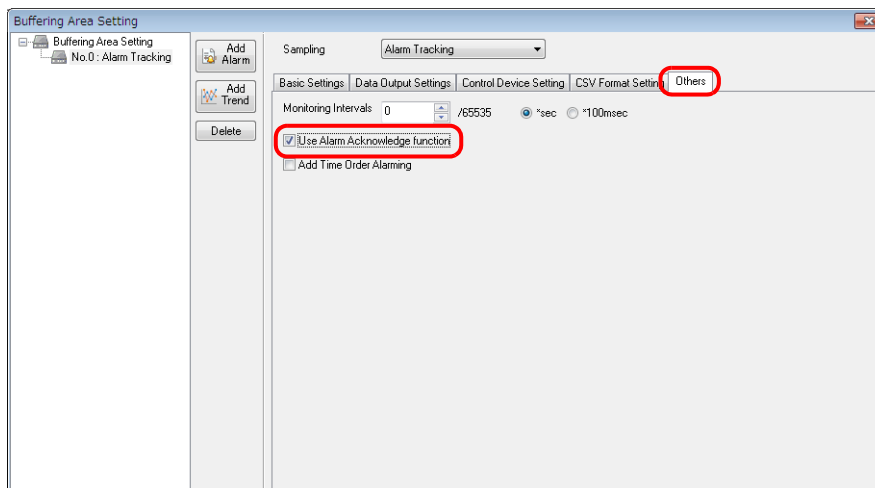 Buffering Area Setting
Buffering Area Setting
No.0 : Alarm Tracking
Add Alarm
Add Trend
Delete
Sampling Alarm Tracking
Basic Settings Data Output Settings Control Device Setting CSV Format Setting Others
Monitoring Intervals 0 /65535 *sec *100msec
Use Alarm Acknowledge function
Add Time Order Alarming